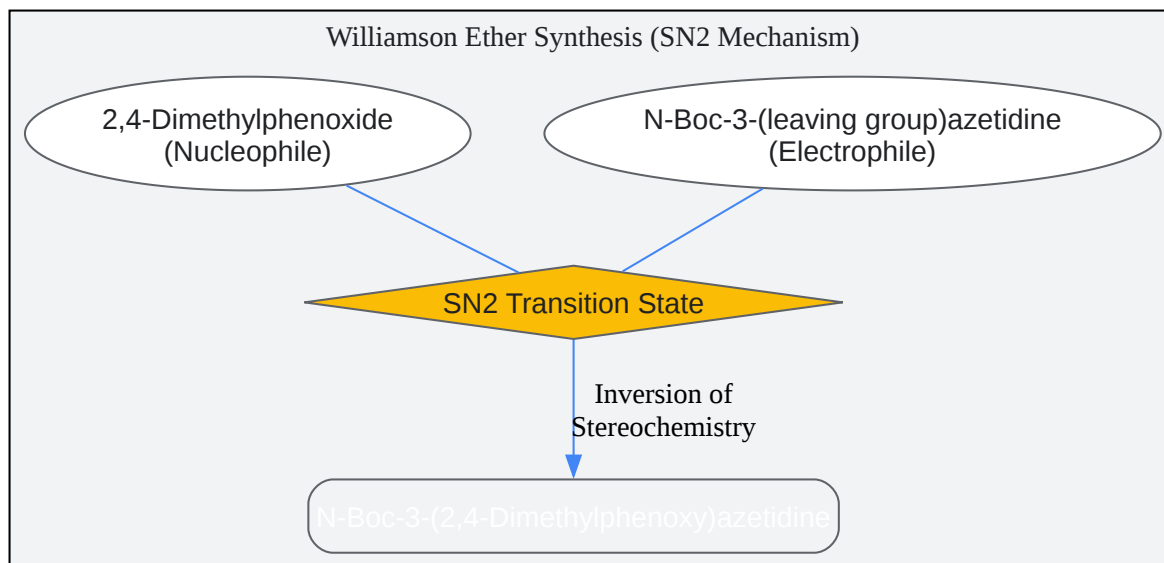 Williamson Ether Synthesis (SN2 Mechanism)
2,4-Dimethylphenoxide
(Nucleophile)
N-Boc-3-(leaving group)azetidine
(Electrophile)
SN2 Transition State
Inversion of
Stereochemistry
N-Boc-3-(2,4-Dimethylphenoxy)azetidine